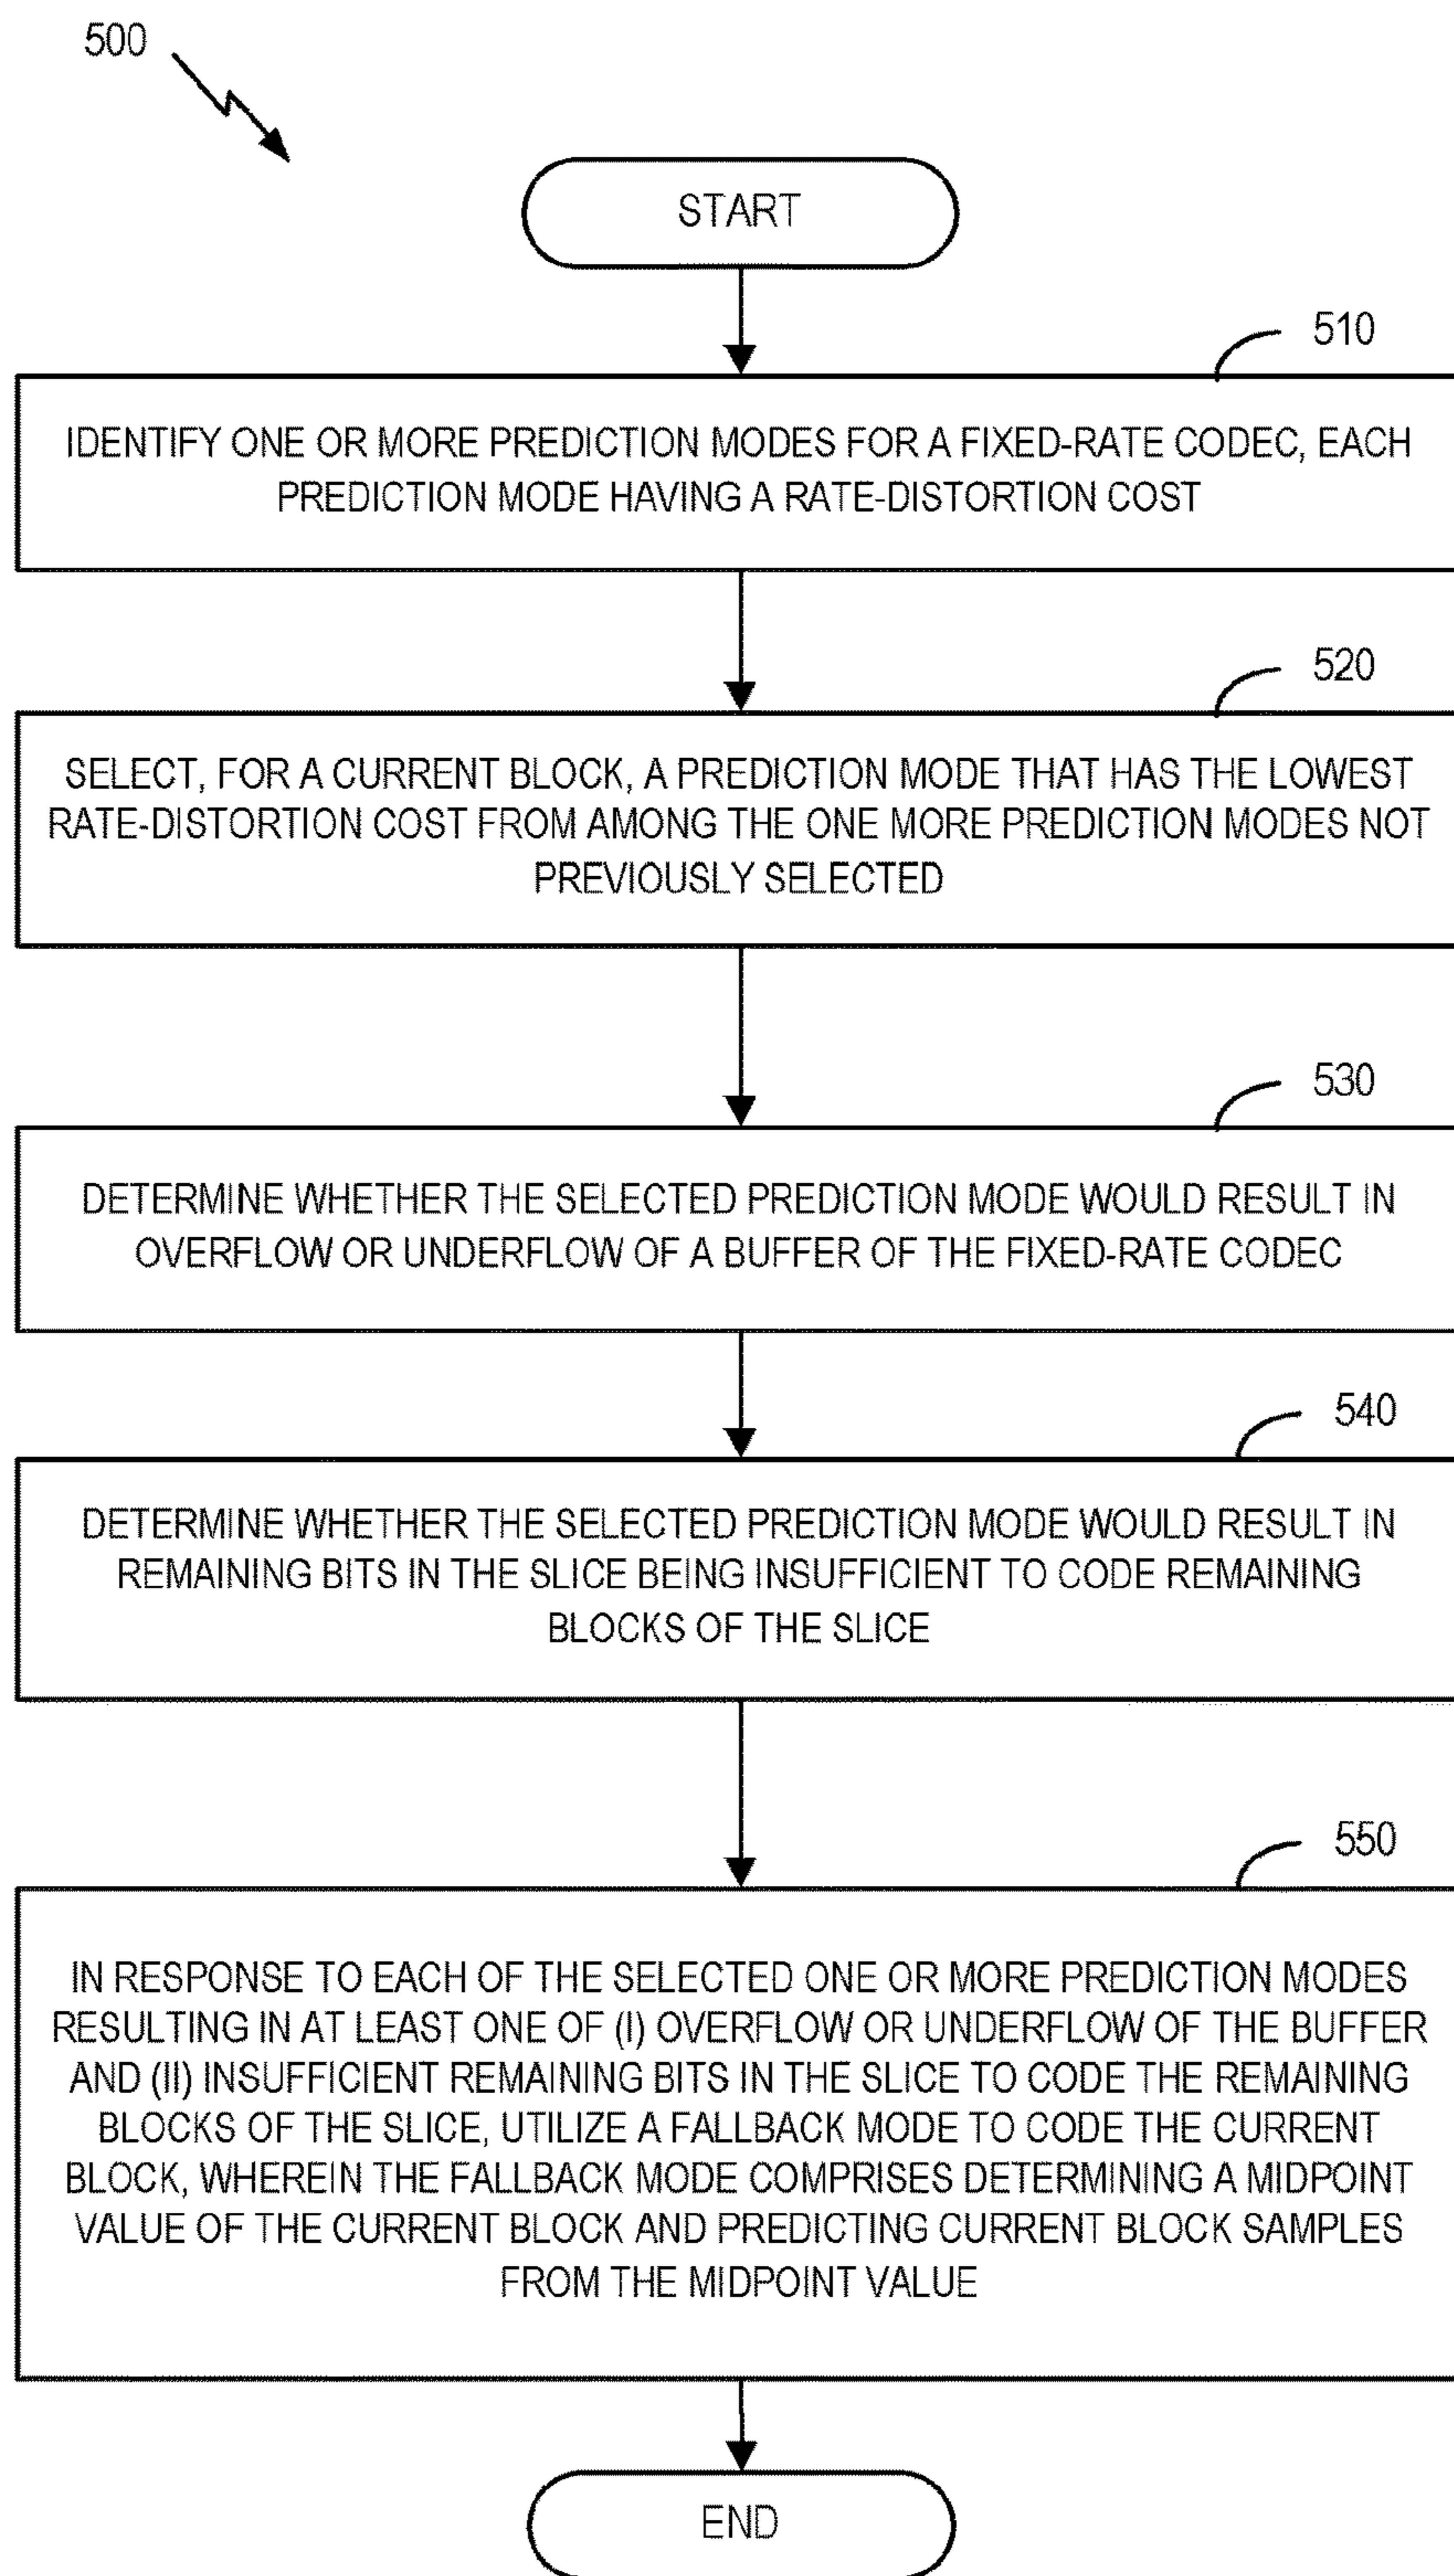 500
START
510
IDENTIFY ONE OR MORE PREDICTION MODES FOR A FIXED-RATE CODEC, EACH
PREDICTION MODE HAVING A RATE-DISTORTION COST
520
SELECT, FOR A CURRENT BLOCK, A PREDICTION MODE THAT HAS THE LOWEST
RATE-DISTORTION COST FROM AMONG THE ONE MORE PREDICTION MODES NOT
PREVIOUSLY SELECTED
530
DETERMINE WHETHER THE SELECTED PREDICTION MODE WOULD RESULT IN
OVERFLOW OR UNDERFLOW OF A BUFFER OF THE FIXED-RATE CODEC
540
DETERMINE WHETHER THE SELECTED PREDICTION MODE WOULD RESULT IN
REMAINING BITS IN THE SLICE BEING INSUFFICIENT TO CODE REMAINING
BLOCKS OF THE SLICE
550
IN RESPONSE TO EACH OF THE SELECTED ONE OR MORE PREDICTION MODES
RESULTING IN AT LEAST ONE OF (I) OVERFLOW OR UNDERFLOW OF THE BUFFER
AND (II) INSUFFICIENT REMAINING BITS IN THE SLICE TO CODE THE REMAINING
BLOCKS OF THE SLICE, UTILIZE A FALLBACK MODE TO CODE THE CURRENT
BLOCK, WHEREIN THE FALLBACK MODE COMPRISES DETERMINING A MIDPOINT
VALUE OF THE CURRENT BLOCK AND PREDICTING CURRENT BLOCK SAMPLES
FROM THE MIDPOINT VALUE
END